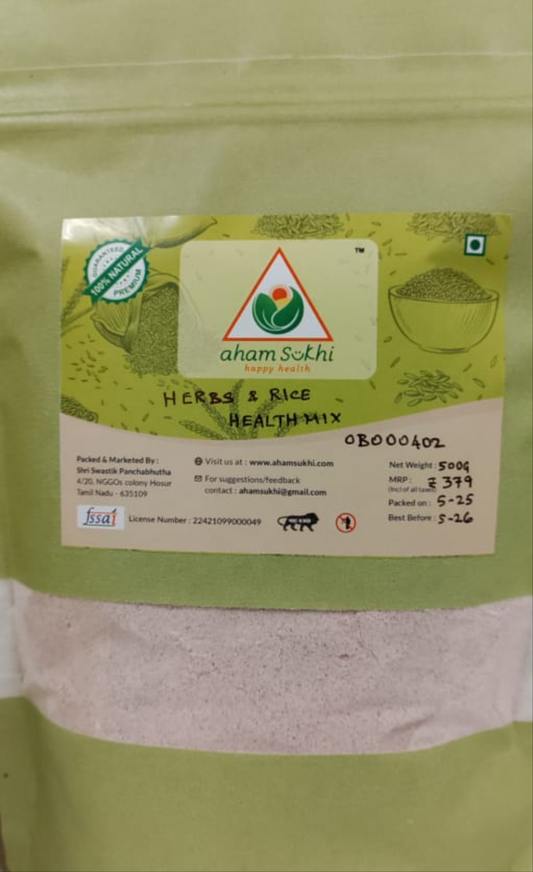 GUARANTEED
100% NATURAL
PREMIUM
TM
aham Sukhi
happy health
HERBS & RICE
HEALTH MIX
OB000402
Packed & Marketed By :
Shri Swastik Panchabhutha
4/20, NGGOs colony Hosur
Tamil Nadu - 635109
Visit us at : www.ahamsukhi.com
For suggestions/feedback
contact : ahamsukhi@gmail.com
Net Weight : 500G
MRP : ₹ 379
(Incl of all taxes)
Packed on : 5-25
Best Before : 5-26
fssai
License Number : 22421099000049